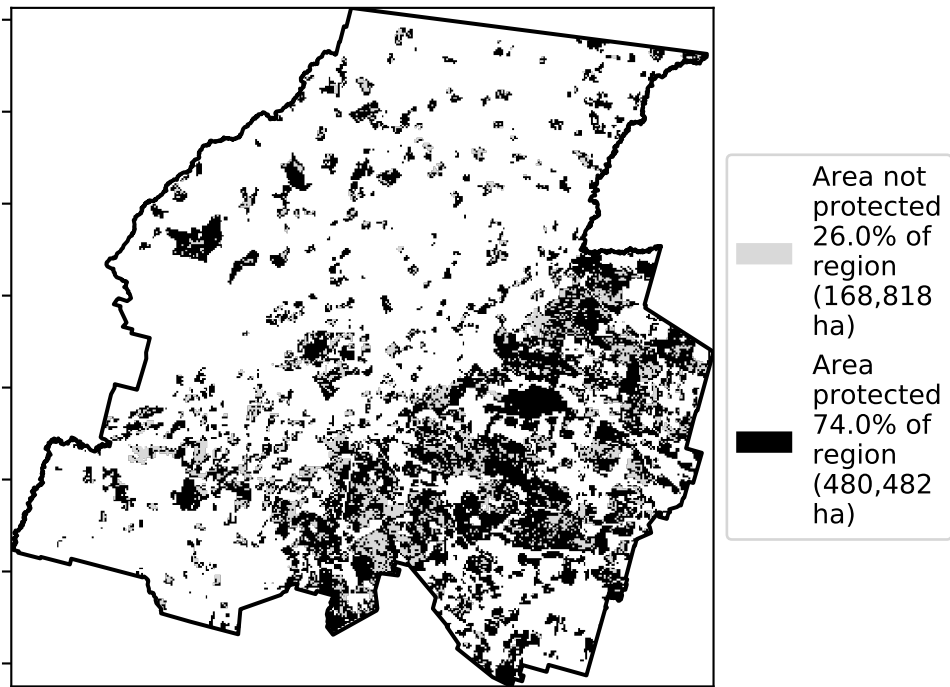 Area not
protected
26.0% of
region
(168,818
ha)
Area
protected
74.0% of
region
(480,482
ha)